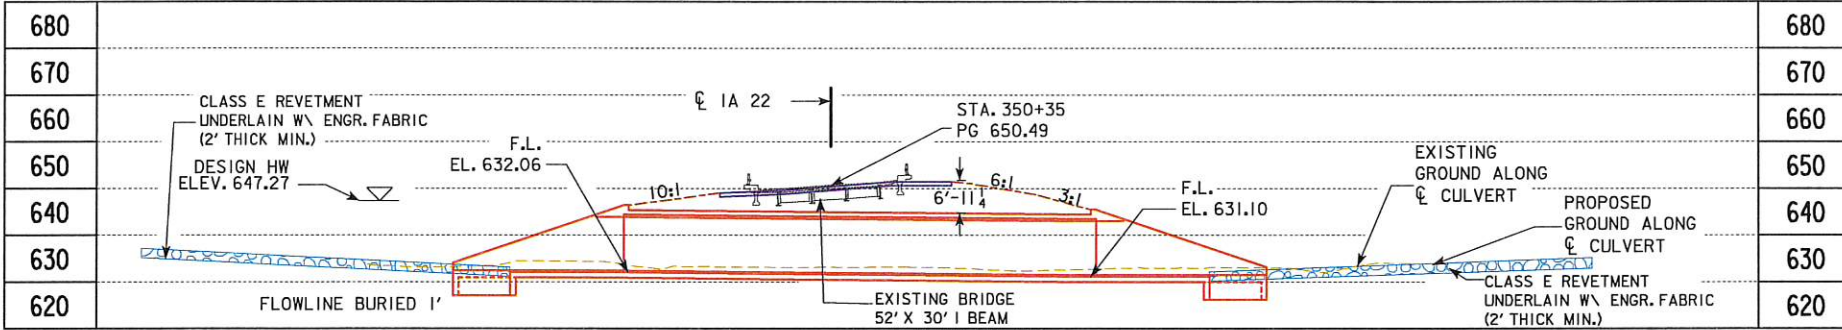 680
670
660
650
640
630
620
CLASS E REVETMENT
UNDERLAIN W\ ENGR. FABRIC
(2' THICK MIN.)
DESIGN HW
ELEV. 647.27
F.L.
EL. 632.06
℄ IA 22
STA. 350+35
PG 650.49
10:1
6'-11¼
6:1
3:1
F.L.
EL. 631.10
EXISTING
GROUND ALONG
℄ CULVERT
PROPOSED
GROUND ALONG
℄ CULVERT
FLOWLINE BURIED 1'
EXISTING BRIDGE
52' X 30' I BEAM
CLASS E REVETMENT
UNDERLAIN W\ ENGR. FABRIC
(2' THICK MIN.)
680
670
660
650
640
630
620